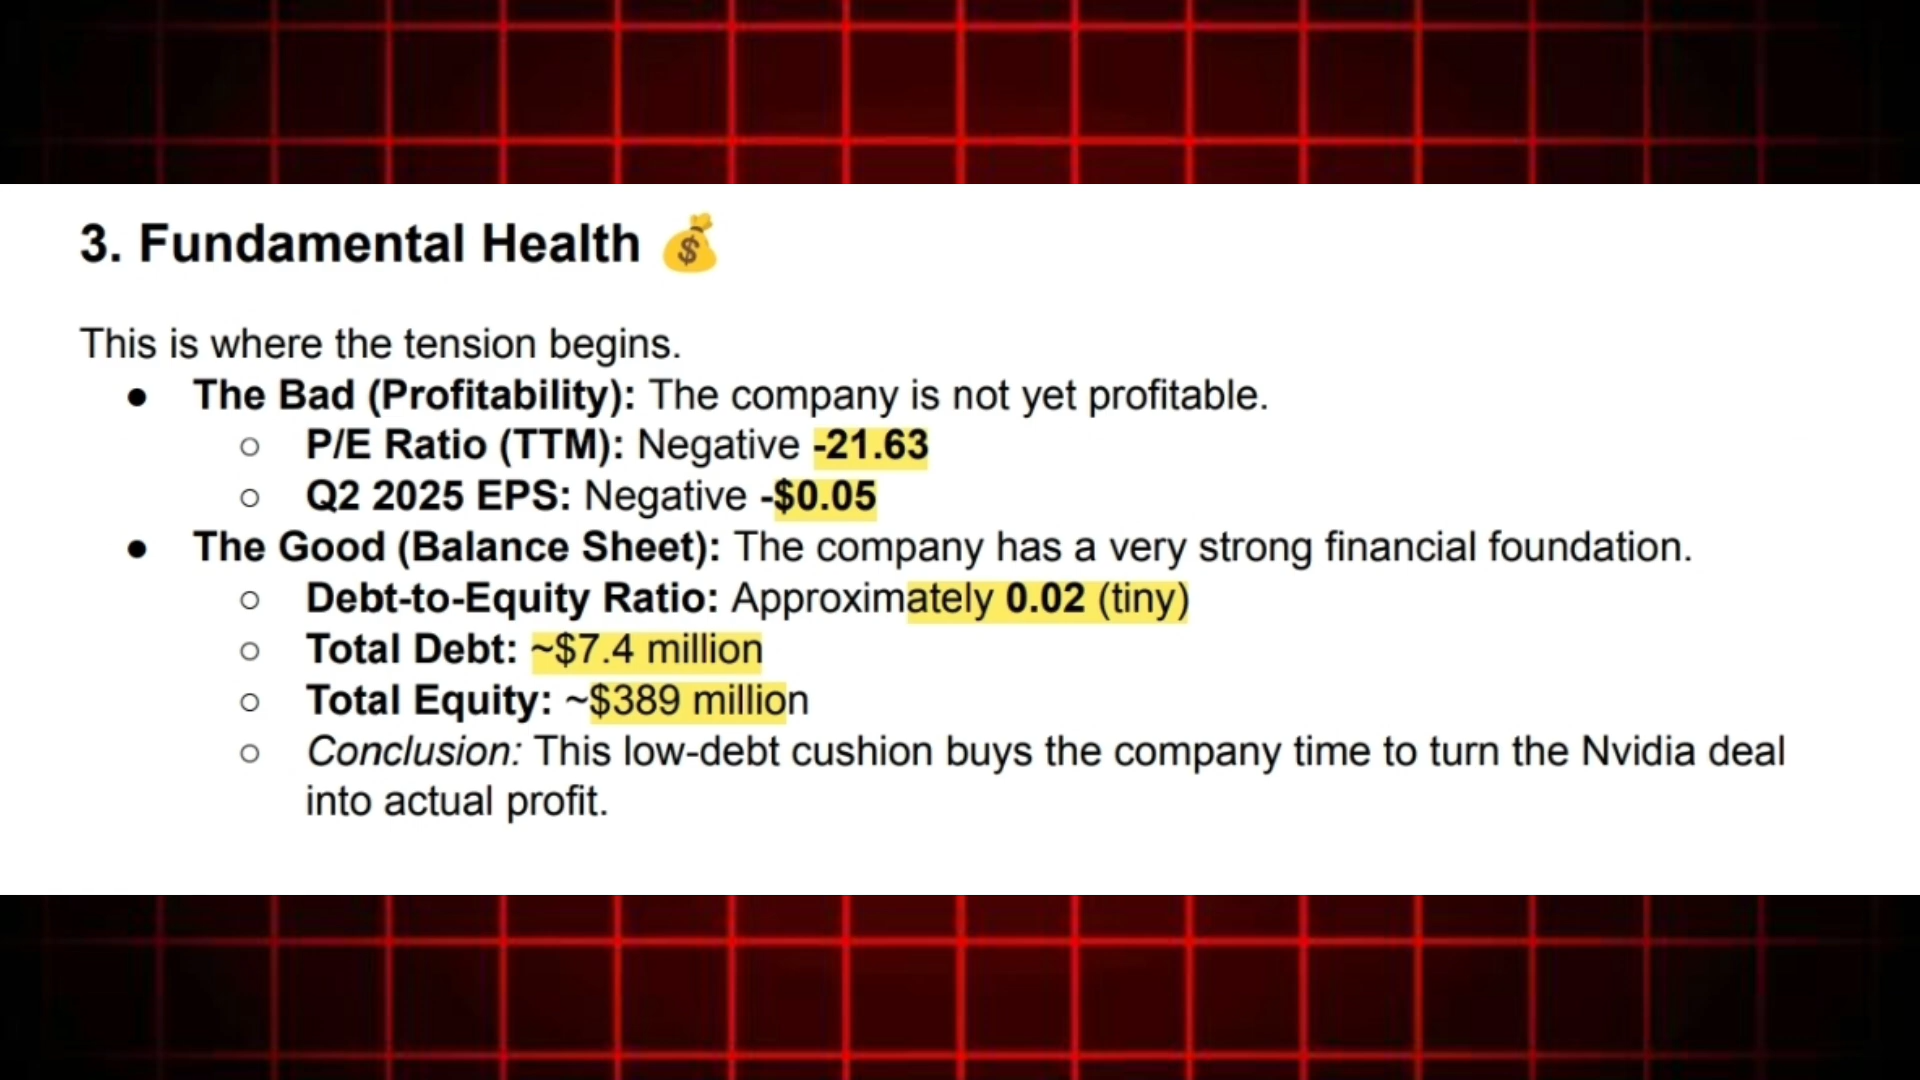 3. Fundamental Health 💰
This is where the tension begins.
● The Bad (Profitability): The company is not yet profitable.
○ P/E Ratio (TTM): Negative -21.63
○ Q2 2025 EPS: Negative -$0.05
● The Good (Balance Sheet): The company has a very strong financial foundation.
○ Debt-to-Equity Ratio: Approximately 0.02 (tiny)
○ Total Debt: ~$7.4 million
○ Total Equity: ~$389 million
○ Conclusion: This low-debt cushion buys the company time to turn the Nvidia deal
into actual profit.